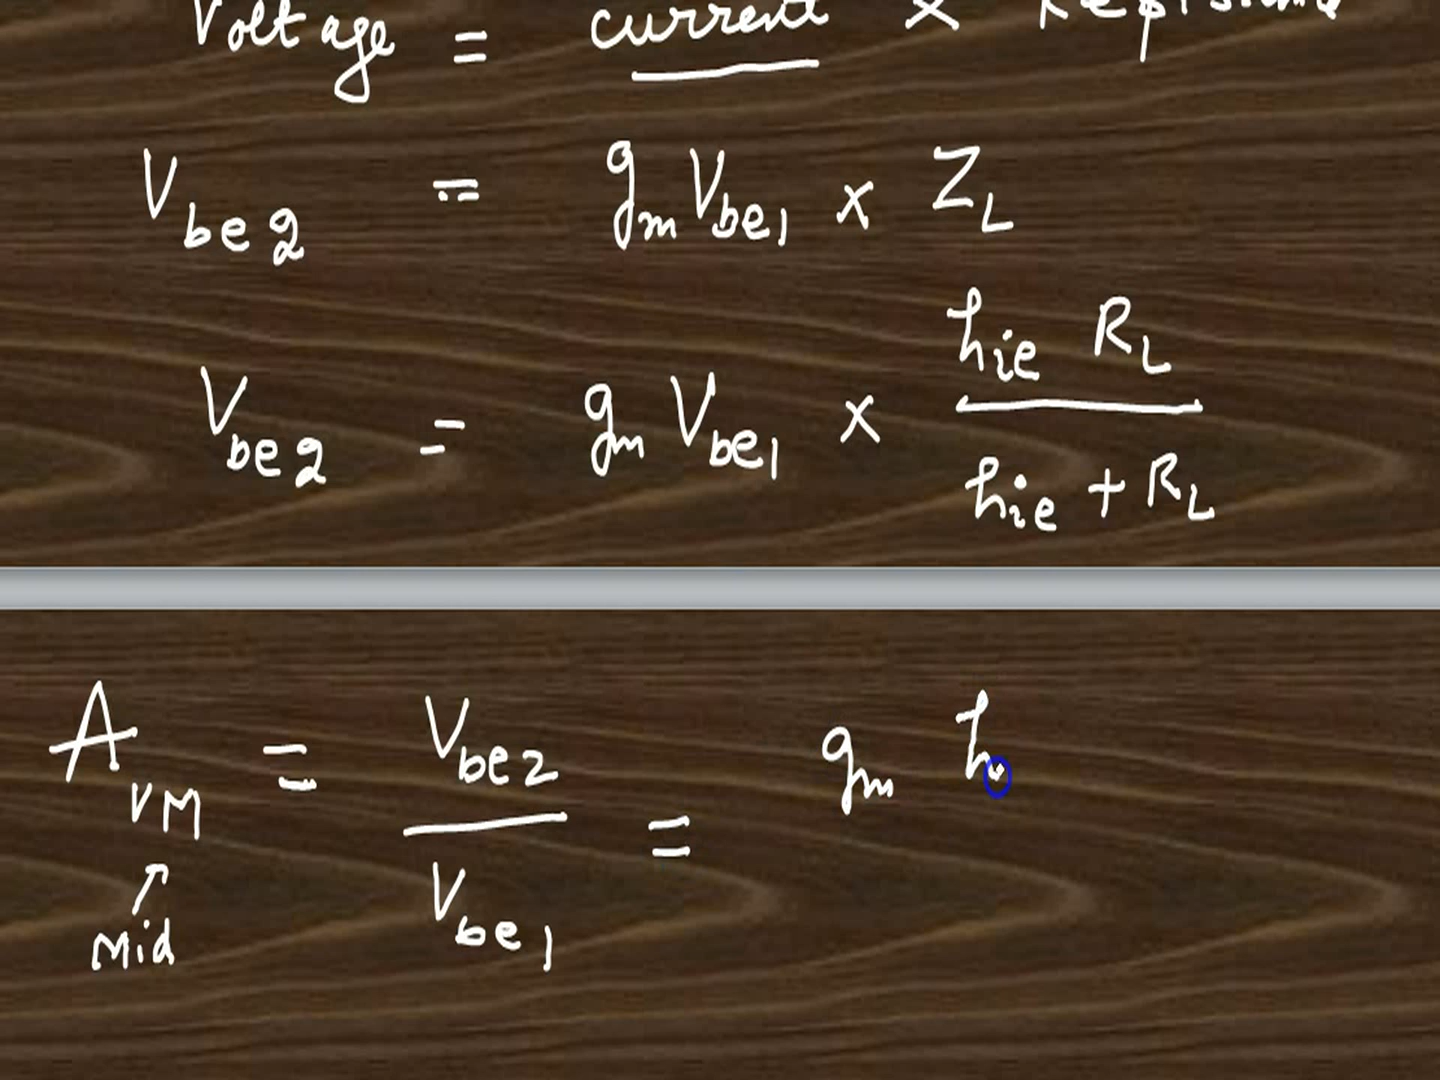 Voltage = current ×
V_be2 = g_m V_be1 × Z_L
V_be2 = g_m V_be1 × h_ie R_L / h_ie + R_L
A_VM = V_be2 / V_be1 = g_m h
↑
Mid